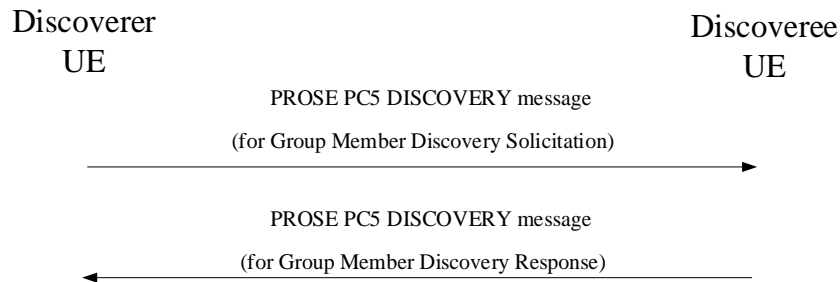 Discoverer
UE
Discoveree
UE
PROSE PC5 DISCOVERY message
(for Group Member Discovery Solicitation)
PROSE PC5 DISCOVERY message
(for Group Member Discovery Response)